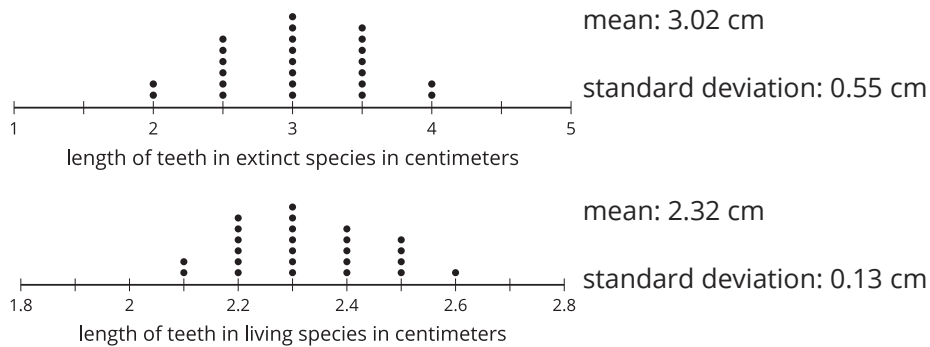 mean: 3.02 cm
standard deviation: 0.55 cm
1 2 3 4 5
length of teeth in extinct species in centimeters
mean: 2.32 cm
standard deviation: 0.13 cm
1.8 2 2.2 2.4 2.6 2.8
length of teeth in living species in centimeters